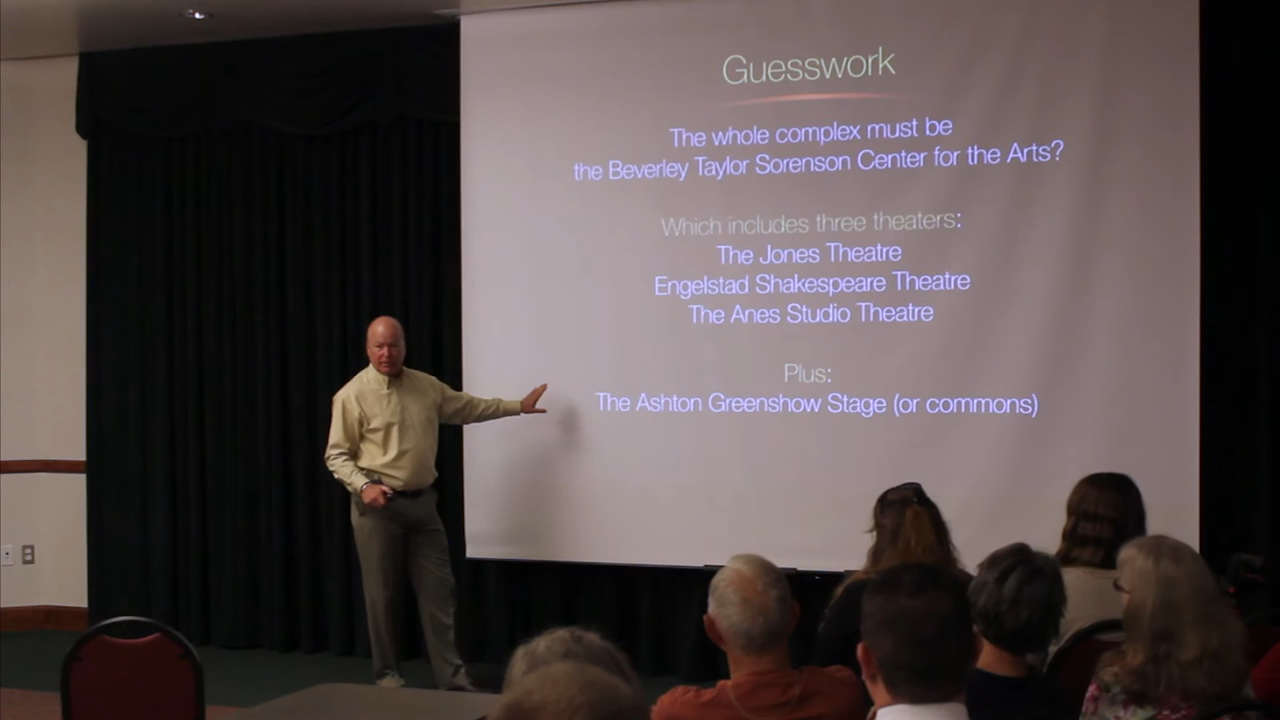 Guesswork
The whole complex must be
the Beverley Taylor Sorenson Center for the Arts?
Which includes three theaters:
The Jones Theatre
Engelstad Shakespeare Theatre
The Anes Studio Theatre
Plus:
The Ashton Greenshow Stage (or commons)